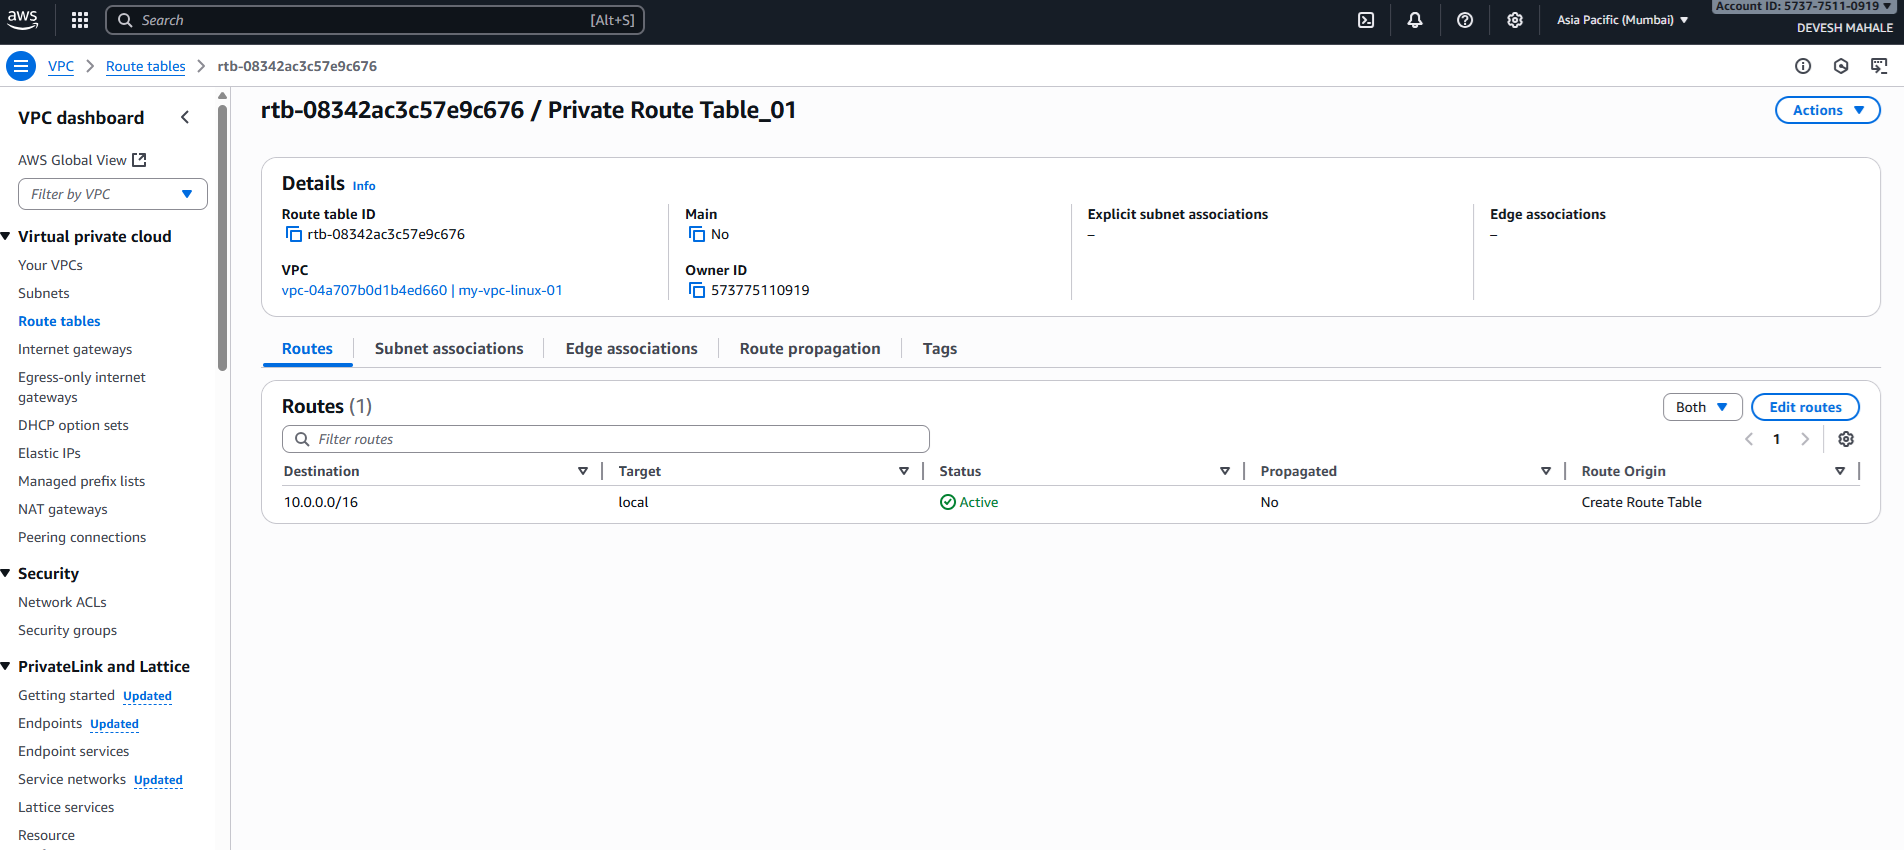 aws
Search [Alt+S]
Asia Pacific (Mumbai)
Account ID: 5737-7511-0919
DEVESH MAHALE
VPC
Route tables
rtb-08342ac3c57e9c676
VPC dashboard
AWS Global View
Filter by VPC
Virtual private cloud
Your VPCs
Subnets
Route tables
Internet gateways
Egress-only internet
gateways
DHCP option sets
Elastic IPs
Managed prefix lists
NAT gateways
Peering connections
Security
Network ACLs
Security groups
PrivateLink and Lattice
Getting started Updated
Endpoints Updated
Endpoint services
Service networks Updated
Lattice services
Resource
rtb-08342ac3c57e9c676 / Private Route Table_01
Actions
Details Info
Route table ID
rtb-08342ac3c57e9c676
Main
No
Explicit subnet associations
–
Edge associations
–
VPC
vpc-04a707b0d1b4ed660 | my-vpc-linux-01
Owner ID
573775110919
Routes
Subnet associations
Edge associations
Route propagation
Tags
Routes (1)
Both
Edit routes
Filter routes
1
Destination Target Status Propagated Route Origin
10.0.0.0/16 local Active No Create Route Table